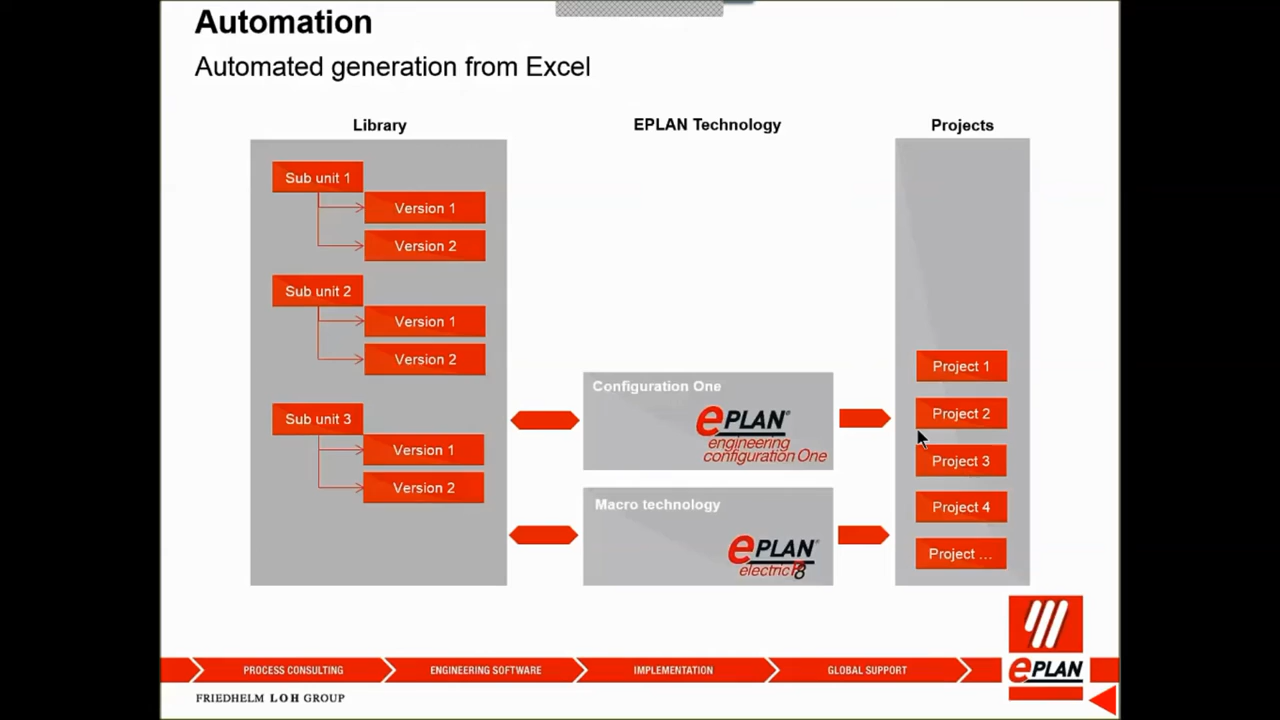 Automation
Automated generation from Excel
Library
EPLAN Technology
Projects
Sub unit 1
Version 1
Version 2
Sub unit 2
Version 1
Version 2
Sub unit 3
Version 1
Version 2
Configuration One
ePLAN®
engineering
configuration One
Macro technology
ePLAN®
electric P8
Project 1
Project 2
Project 3
Project 4
Project ...
PROCESS CONSULTING
ENGINEERING SOFTWARE
IMPLEMENTATION
GLOBAL SUPPORT
ePLAN
FRIEDHELM LOH GROUP